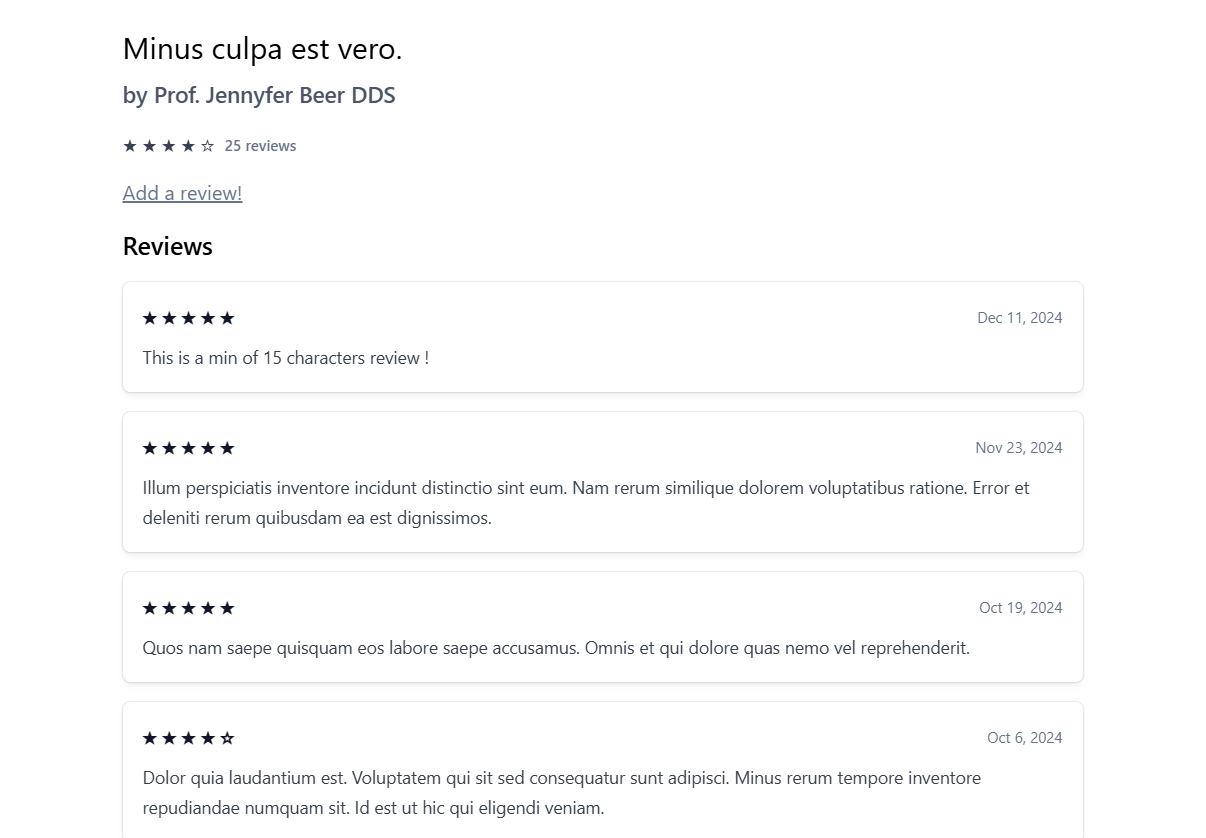 Minus culpa est vero.
by Prof. Jennyfer Beer DDS
★ ★ ★ ★ ☆ 25 reviews
Add a review!
Reviews
★ ★ ★ ★ ★ Dec 11, 2024
This is a min of 15 characters review !
★ ★ ★ ★ ★ Nov 23, 2024
Illum perspiciatis inventore incidunt distinctio sint eum. Nam rerum similique dolorem voluptatibus ratione. Error et
deleniti rerum quibusdam ea est dignissimos.
★ ★ ★ ★ ★ Oct 19, 2024
Quos nam saepe quisquam eos labore saepe accusamus. Omnis et qui dolore quas nemo vel reprehenderit.
★ ★ ★ ★ ☆ Oct 6, 2024
Dolor quia laudantium est. Voluptatem qui sit sed consequatur sunt adipisci. Minus rerum tempore inventore
repudiandae numquam sit. Id est ut hic qui eligendi veniam.